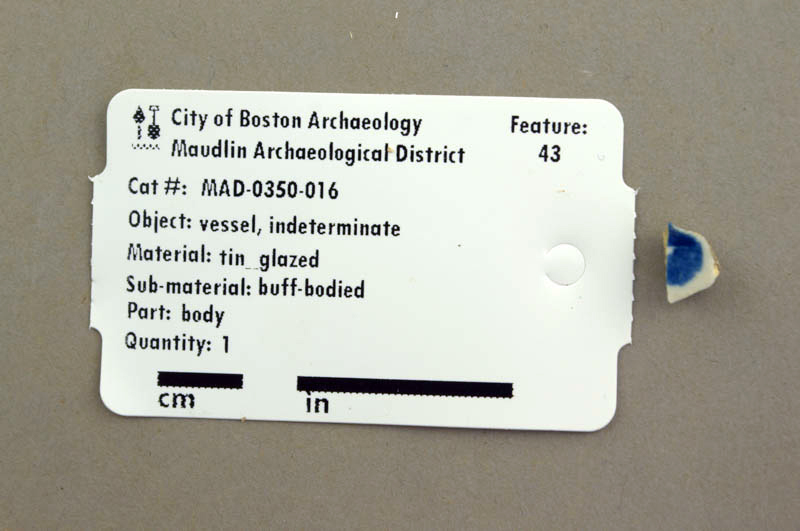 City of Boston Archaeology
Maudlin Archaeological District
Feature:
43
Cat #: MAD-0350-016
Object: vessel, indeterminate
Material: tin_glazed
Sub-material: buff-bodied
Part: body
Quantity: 1
cm in